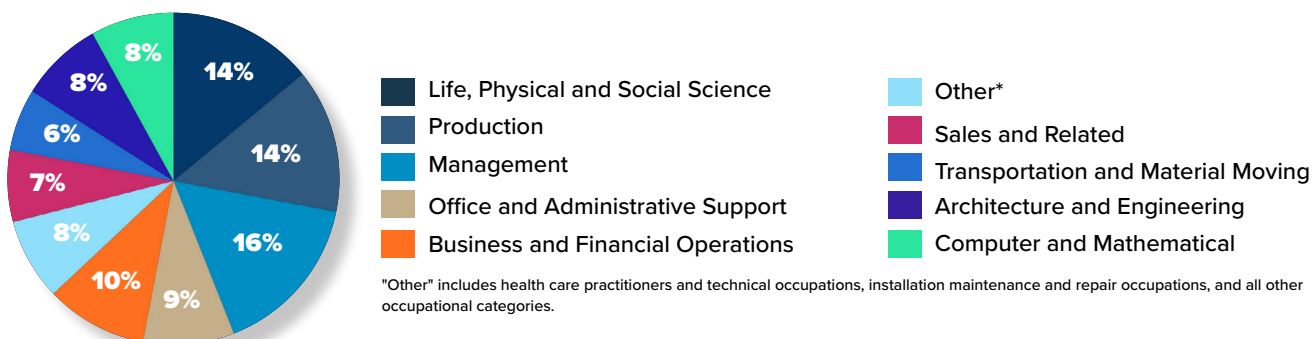 8%
14%
8%
6%
14%
7%
8%
16%
10%
9%
Life, Physical and Social Science
Production
Management
Office and Administrative Support
Business and Financial Operations
Other*
Sales and Related
Transportation and Material Moving
Architecture and Engineering
Computer and Mathematical
"Other" includes health care practitioners and technical occupations, installation maintenance and repair occupations, and all other
occupational categories.